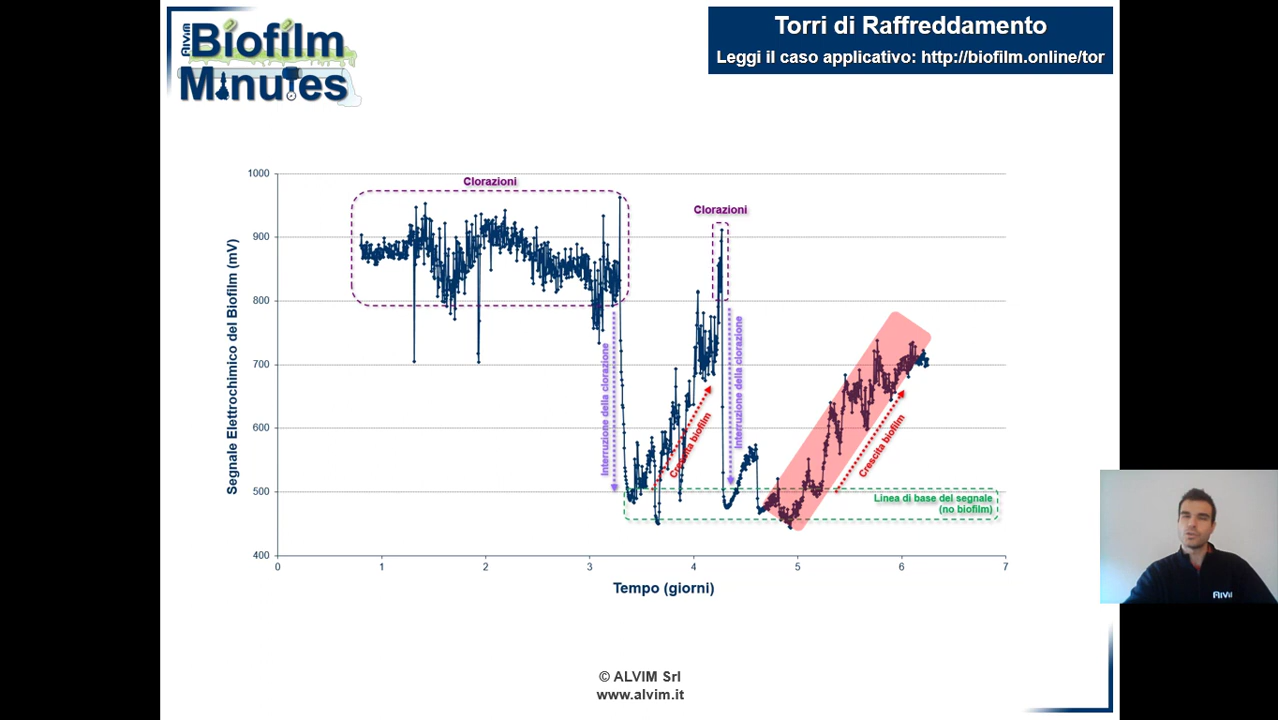 ALVIM
Biofilm
Minutes
Torri di Raffreddamento
Leggi il caso applicativo: http://biofilm.online/tor
Segnale Elettrochimico del Biofilm (mV)
1000
900
800
700
600
500
400
Clorazioni
Clorazioni
Interruzione della clorazione
Crescita biofilm
Interruzione della clorazione
Crescita biofilm
Linea di base del segnale
(no biofilm)
0 1 2 3 4 5 6 7
Tempo (giorni)
ALVIM
© ALVIM Srl
www.alvim.it